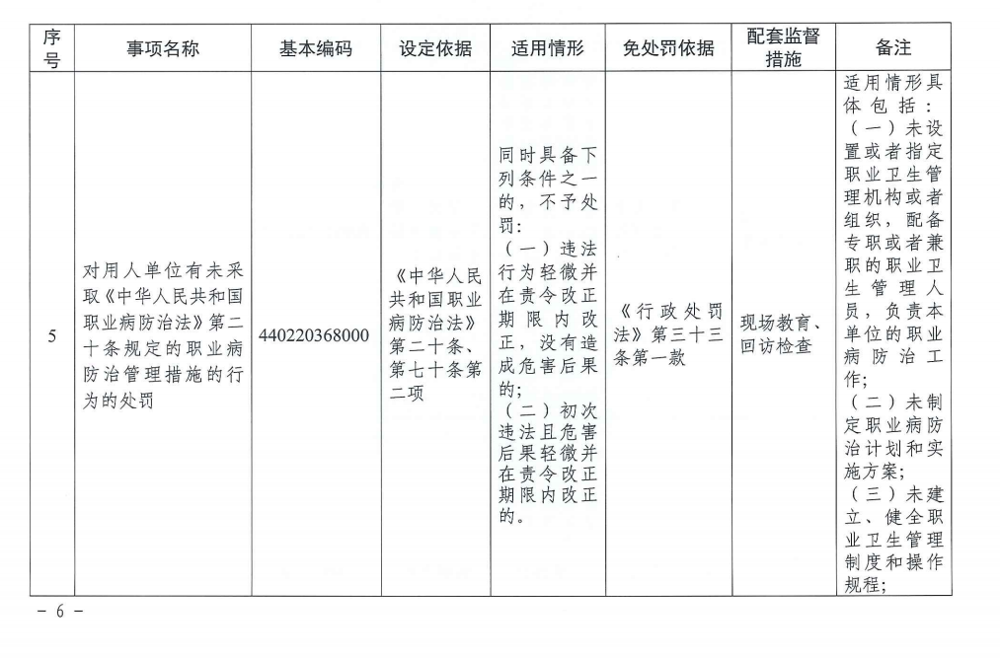 序号
事项名称
基本编码
设定依据
适用情形
免处罚依据
配套监督
措施
备注
5
对用人单位有未采
取《中华人民共和国
职业病防治法》第二
十条规定的职业病
防治管理措施的行
为的处罚
440220368000
《中华人民
共和国职业
病防治法》
第二十条、
第七十条第
二项
同时具备下
列条件之一
的，不予处
罚：
（一）违法
行为轻微并
在责令改正
期限内改
正，没有造
成危害后果
的；
（二）初次
违法且危害
后果轻微并
在责令改正
期限内改正
的。
《行政处罚
法》第三十三
条第一款
现场教育、
回访检查
适用情形具
体包括：
（一）未设
置或者指定
职业卫生管
理机构或者
组织，配备
专职或者兼
职的职业卫
生管理人
员，负责本
单位的职业
病防治工
作；
（二）未制
定职业病防
治计划和实
施方案；
（三）未建
立、健全职
业卫生管理
制度和操作
规程；
- 6 -